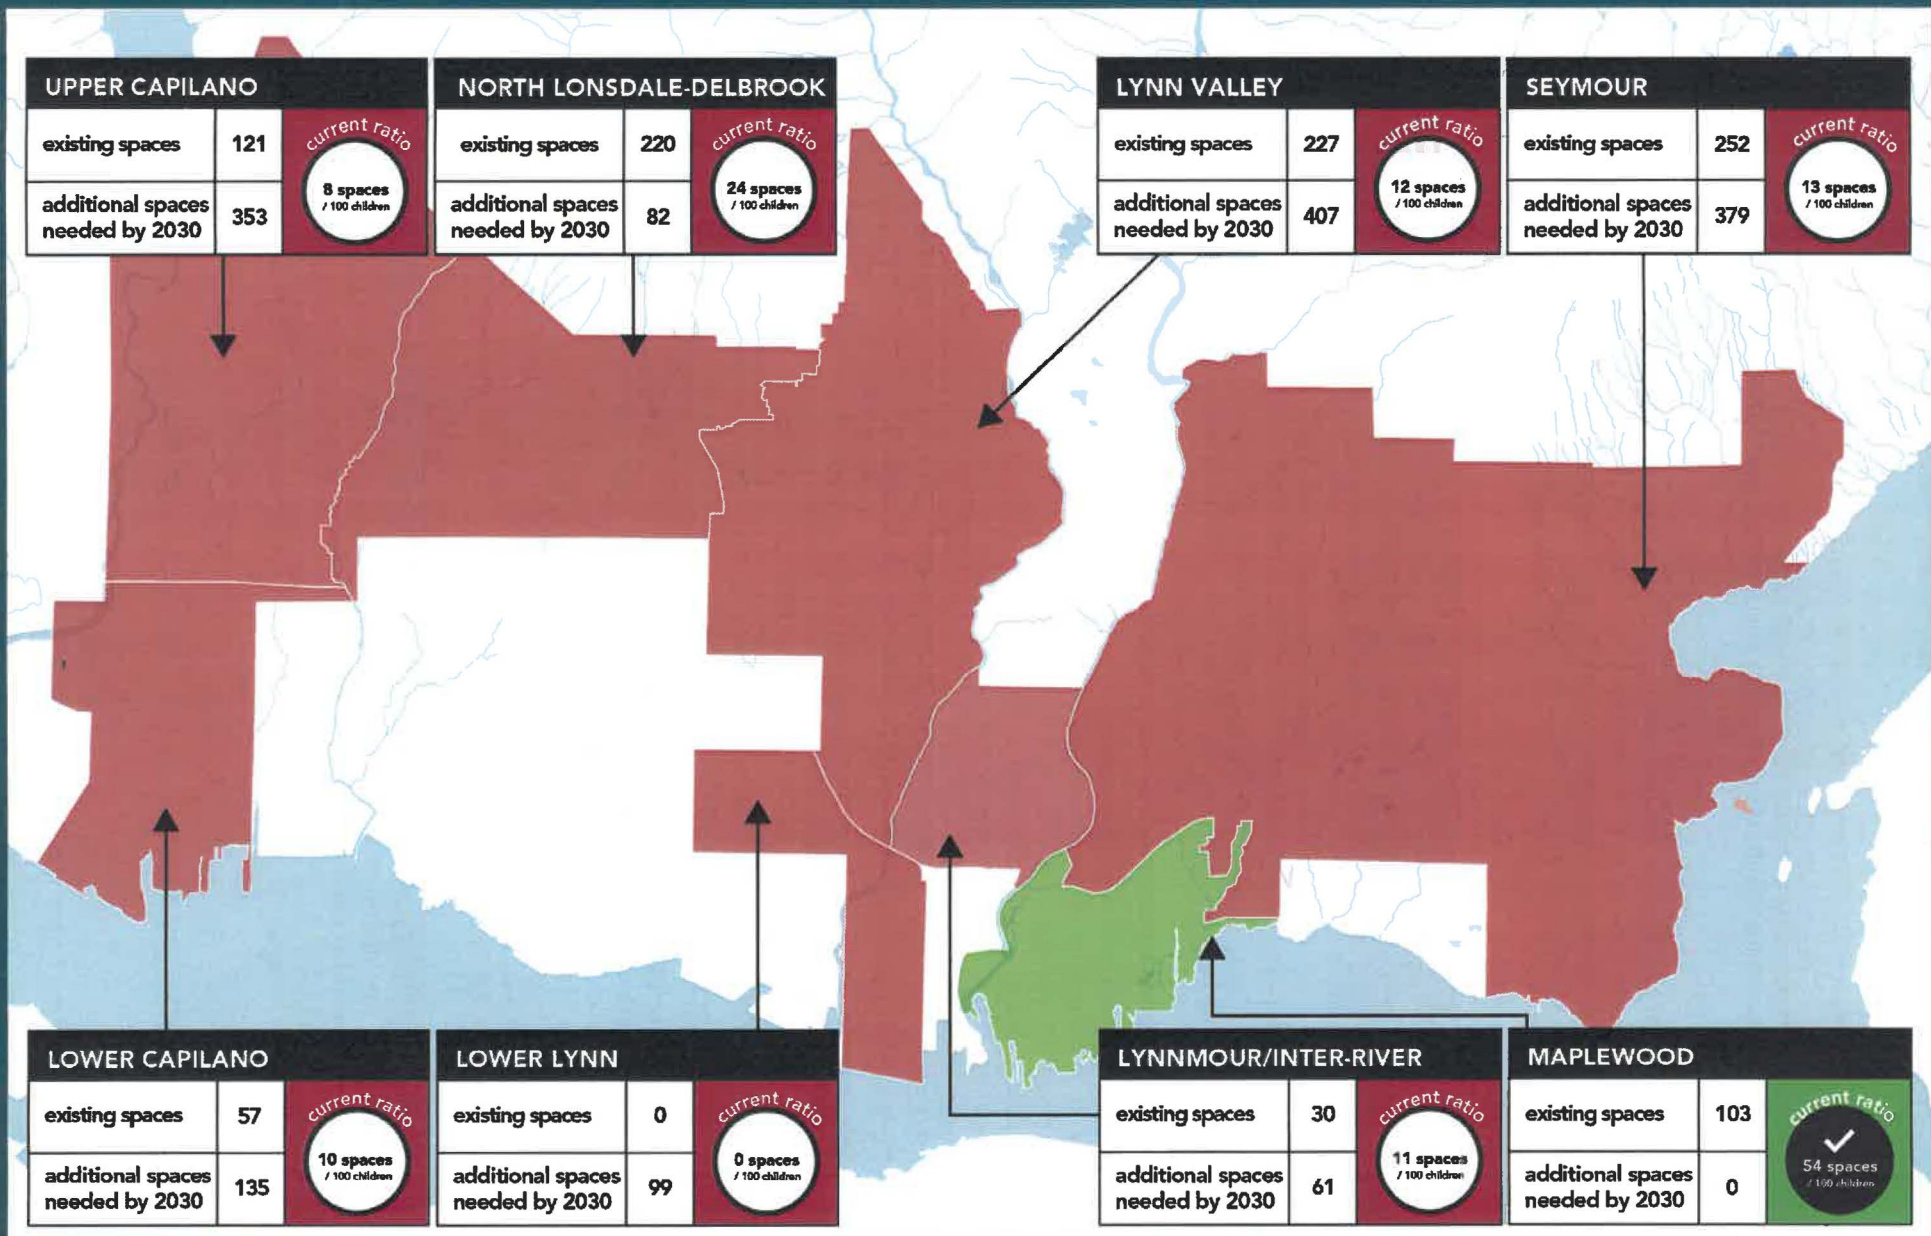 UPPER CAPILANO
existing spaces 121
additional spaces
needed by 2030 353
current ratio
8 spaces
/ 100 children
NORTH LONSDALE-DELBROOK
existing spaces 220
additional spaces
needed by 2030 82
current ratio
24 spaces
/ 100 children
LYNN VALLEY
existing spaces 227
additional spaces
needed by 2030 407
current ratio
12 spaces
/ 100 children
SEYMOUR
existing spaces 252
additional spaces
needed by 2030 379
current ratio
13 spaces
/ 100 children
LOWER CAPILANO
existing spaces 57
additional spaces
needed by 2030 135
current ratio
10 spaces
/ 100 children
LOWER LYNN
existing spaces 0
additional spaces
needed by 2030 99
current ratio
0 spaces
/ 100 children
LYNNMOUR/INTER-RIVER
existing spaces 30
additional spaces
needed by 2030 61
current ratio
11 spaces
/ 100 children
MAPLEWOOD
existing spaces 103
additional spaces
needed by 2030 0
current ratio
54 spaces
/ 100 children